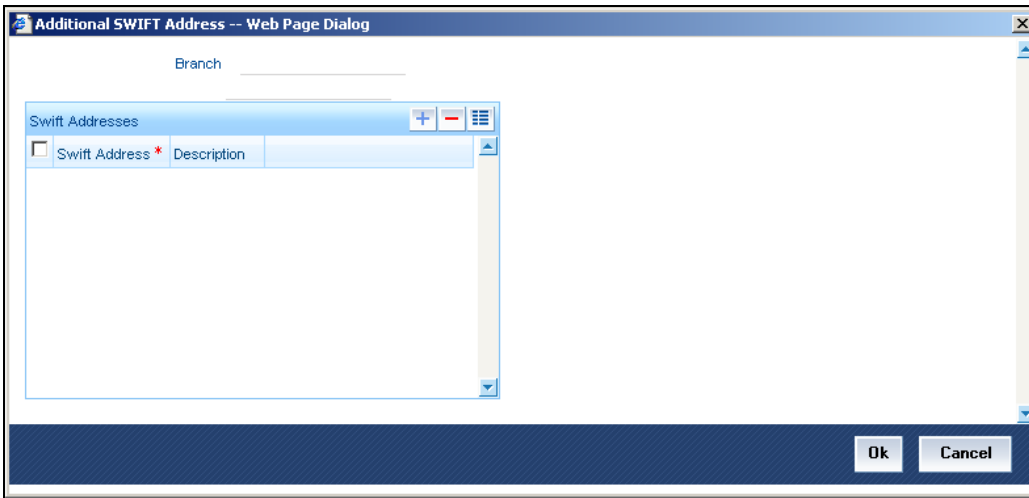 Additional SWIFT Address -- Web Page Dialog
Branch
Swift Addresses
Swift Address * Description
Ok Cancel